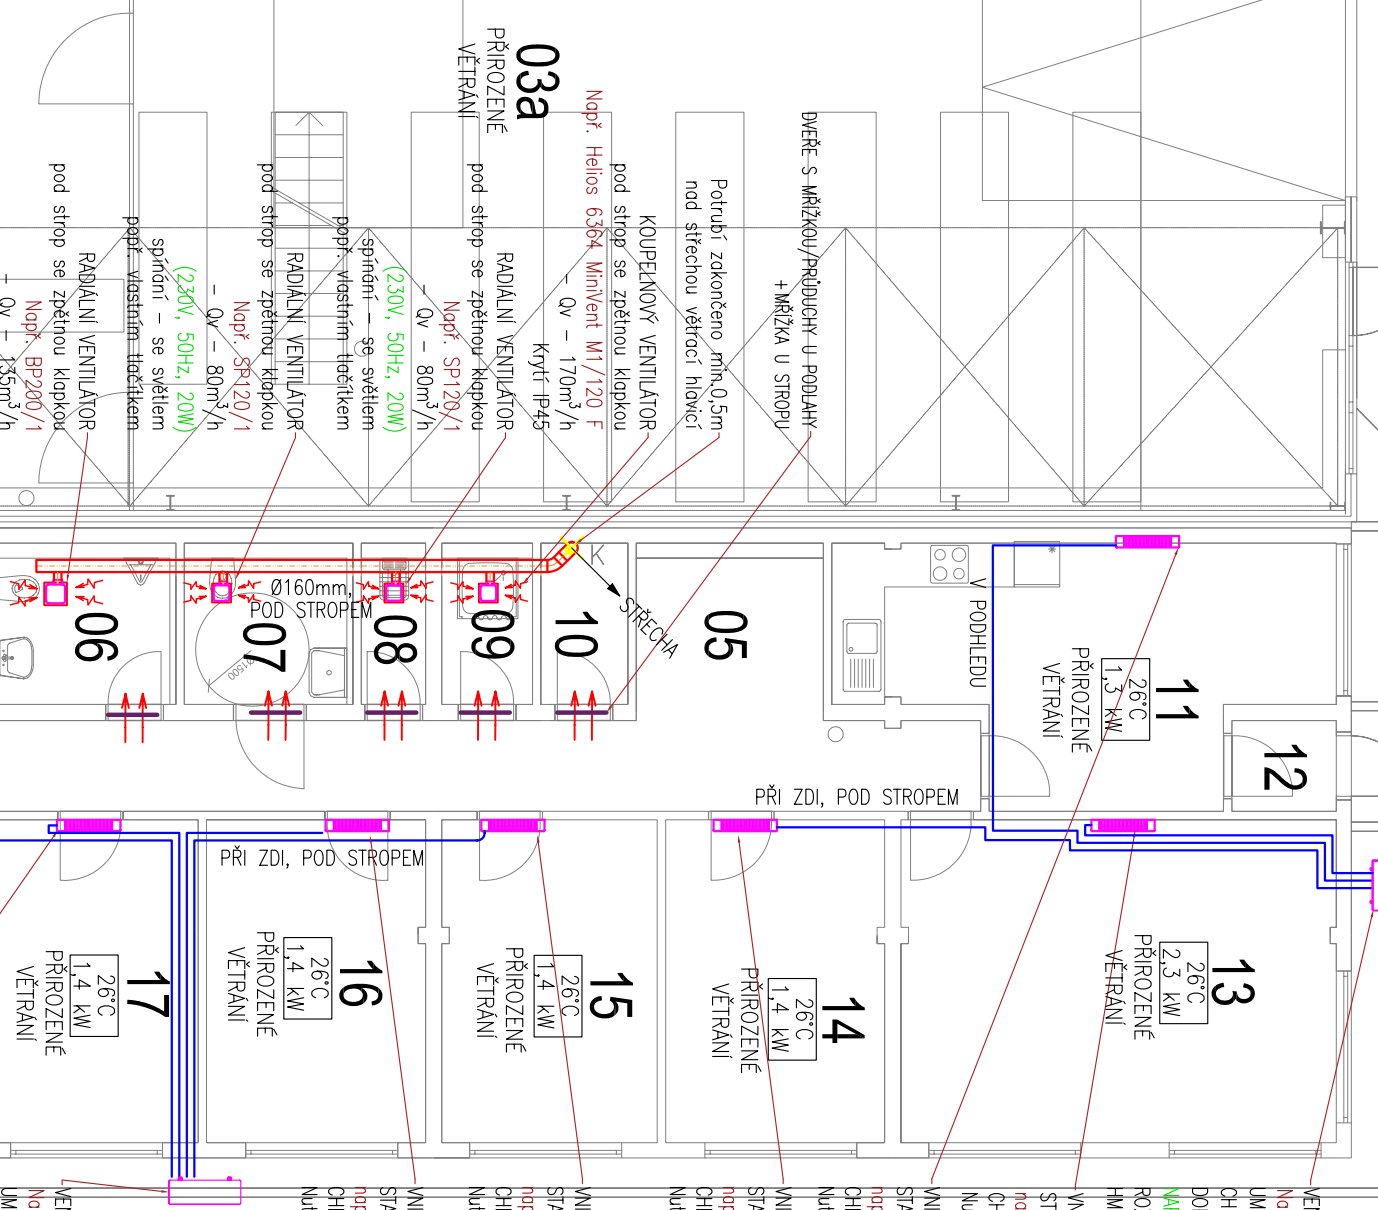 03a
PŘIROZENÉ
VĚTRÁNÍ
DVEŘE S MŘÍŽKOU/PRŮDUCHY U PODLAHY
+MŘÍŽKA U STROPU
Potrubí zakončeno min.0,5m
nad střechou větrací hlavicí
KOUPELNOVÝ VENTILÁTOR
pod strop se zpětnou klapkou
Např. Helios 6364 MiniVent M1/120 F
- Qv - 170m³/h
Krytí IP45
RADIÁLNÍ VENTILÁTOR
pod strop se zpětnou klapkou
Např. SP120/1
- Qv - 80m³/h
(230V, 50Hz, 20W)
spínání - se světlem
popř. vlastním tlačítkem
RADIÁLNÍ VENTILÁTOR
pod strop se zpětnou klapkou
Např. SP120/1
- Qv - 80m³/h
(230V, 50Hz, 20W)
spínání - se světlem
popř. vlastním tlačítkem
RADIÁLNÍ VENTILÁTOR
pod strop se zpětnou klapkou
Např. BP200/1
- Qv - 135m³/h
K
STŘECHA
Ø160mm,
POD STROPEM
Ø1500
06
07
08
09
10
05
V PODHLEDU
11
26°C
1,3 kW
PŘIROZENÉ
VĚTRÁNÍ
12
PŘI ZDI, POD STROPEM
PŘI ZDI, POD STROPEM
13
26°C
2,3 kW
PŘIROZENÉ
VĚTRÁNÍ
14
26°C
1,4 kW
PŘIROZENÉ
VĚTRÁNÍ
15
26°C
1,4 kW
PŘIROZENÉ
VĚTRÁNÍ
16
26°C
1,4 kW
PŘIROZENÉ
VĚTRÁNÍ
17
26°C
1,4 kW
PŘIROZENÉ
VĚTRÁNÍ